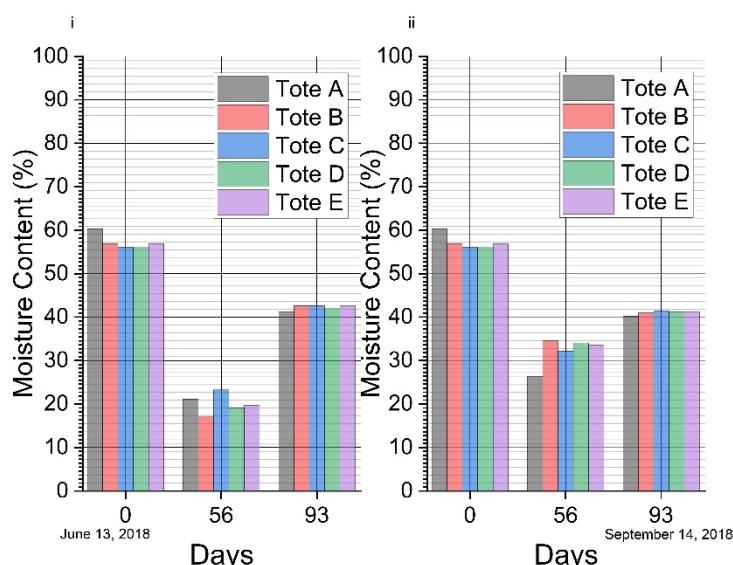 i
Moisture Content (%)
100
90
80
70
60
50
40
30
20
10
0
Tote A
Tote B
Tote C
Tote D
Tote E
0 56 93
June 13, 2018
Days
ii
Moisture Content (%)
100
90
80
70
60
50
40
30
20
10
0
Tote A
Tote B
Tote C
Tote D
Tote E
0 56 93
September 14, 2018
Days